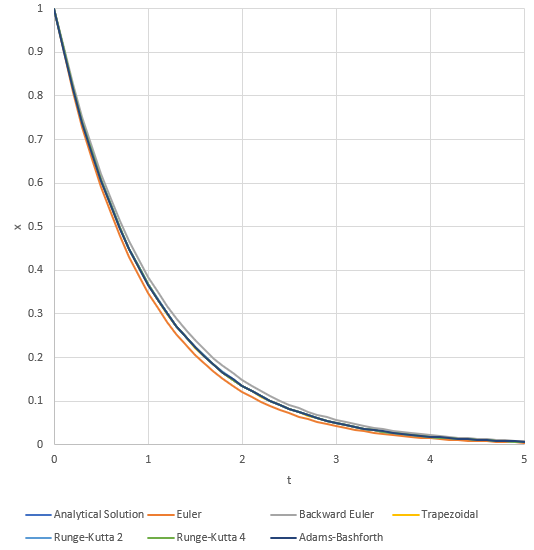 1
0.9
0.8
0.7
0.6
0.5
x
0.4
0.3
0.2
0.1
0
0 1 2 3 4 5
t
Analytical Solution Euler Backward Euler Trapezoidal
Runge-Kutta 2 Runge-Kutta 4 Adams-Bashforth